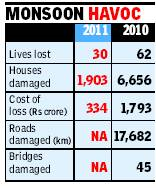 MONSOON HAVOC
2011 2010
Lives lost 30 62
Houses
damaged 1,903 6,656
Cost of
loss (Rs crore) 334 1,793
Roads
damaged (km) NA 17,682
Bridges
damaged NA 45